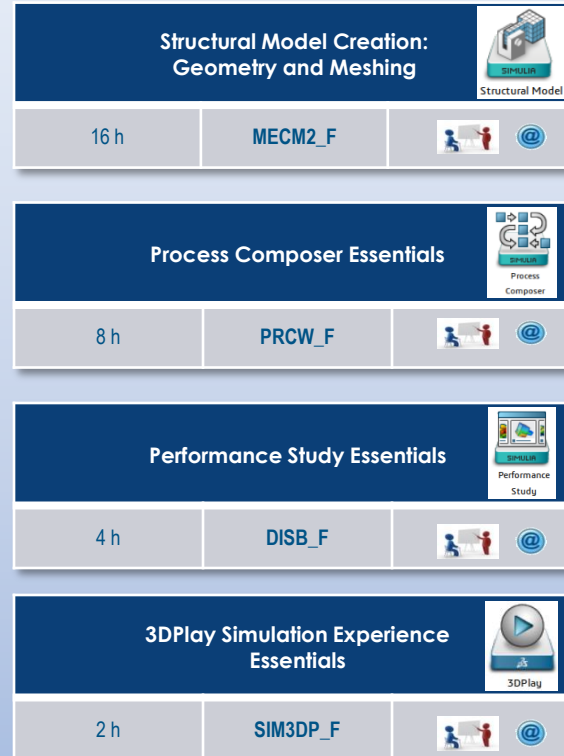 Structural Model Creation:
Geometry and Meshing
SIMULIA
Structural Model
16 h
MECM2_F
@
Process Composer Essentials
SIMULIA
Process
Composer
8 h
PRCW_F
@
Performance Study Essentials
SIMULIA
Performance
Study
4 h
DISB_F
@
3DPlay Simulation Experience
Essentials
3DPlay
2 h
SIM3DP_F
@